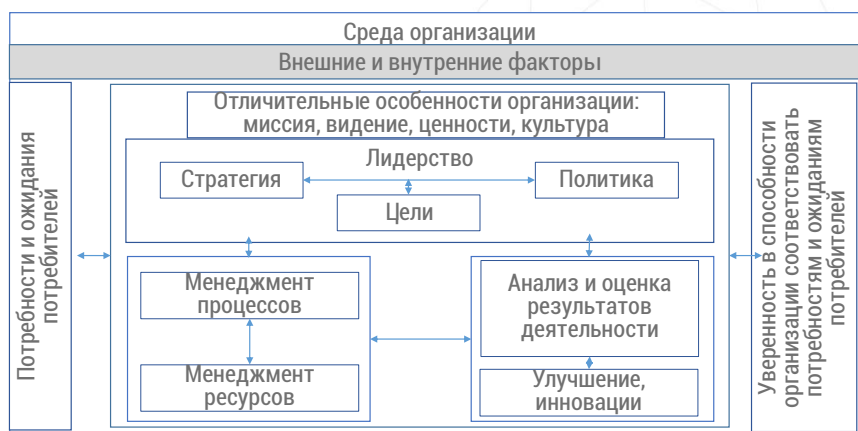 Среда организации
Внешние и внутренние факторы
Потребности и ожидания
потребителей
Отличительные особенности организации:
миссия, видение, ценности, культура
Лидерство
Стратегия
Политика
Цели
Менеджмент
процессов
Менеджмент
ресурсов
Анализ и оценка
результатов
деятельности
Улучшение,
инновации
Уверенность в способности
организации соответствовать
потребностям и ожиданиям
потребителей